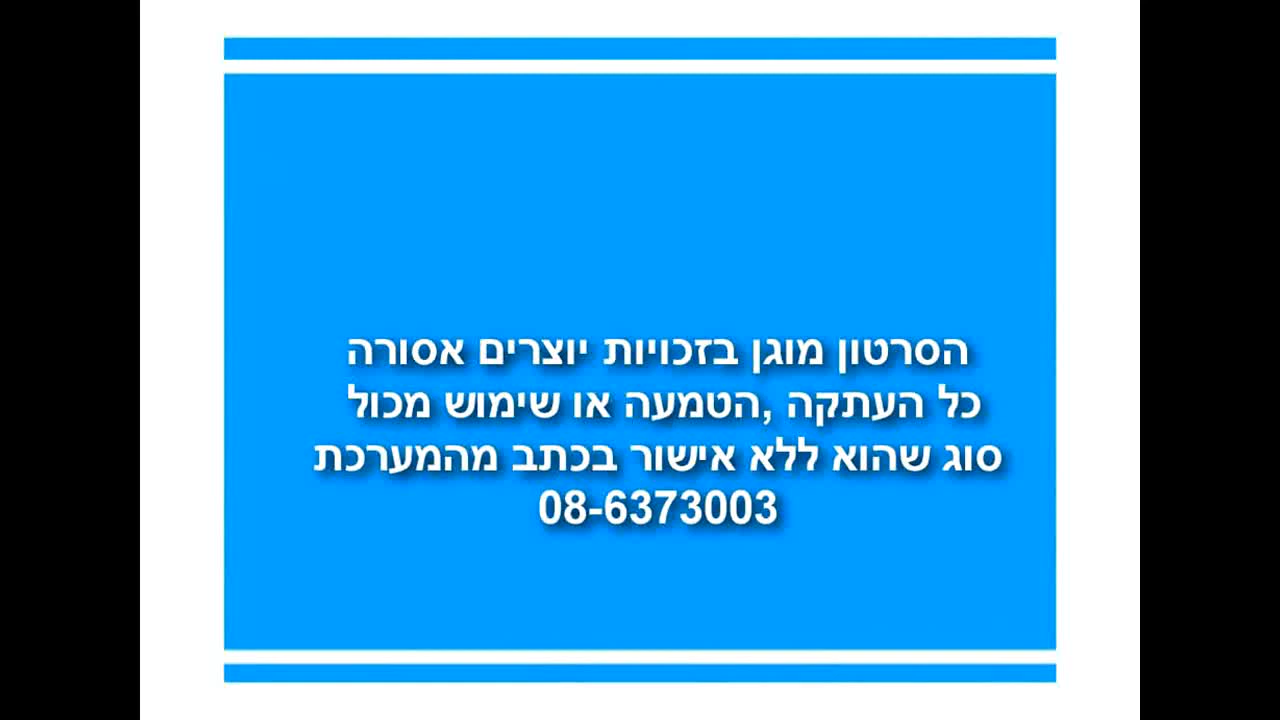 הסרטון מוגן בזכויות יוצרים אסורה
כל העתקה ,הטמעה או שימוש מכול
סוג שהוא ללא אישור בכתב מהמערכת
08-6373003